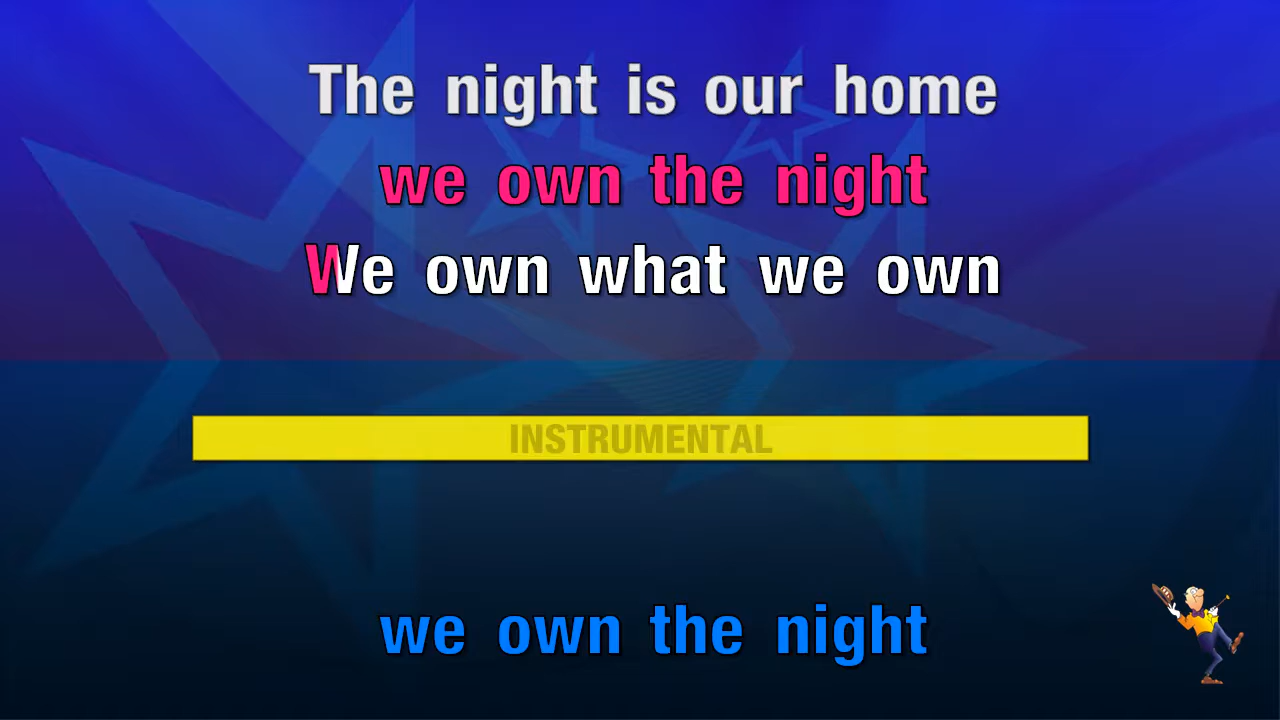 The night is our home
we own the night
We own what we own
INSTRUMENTAL
we own the night